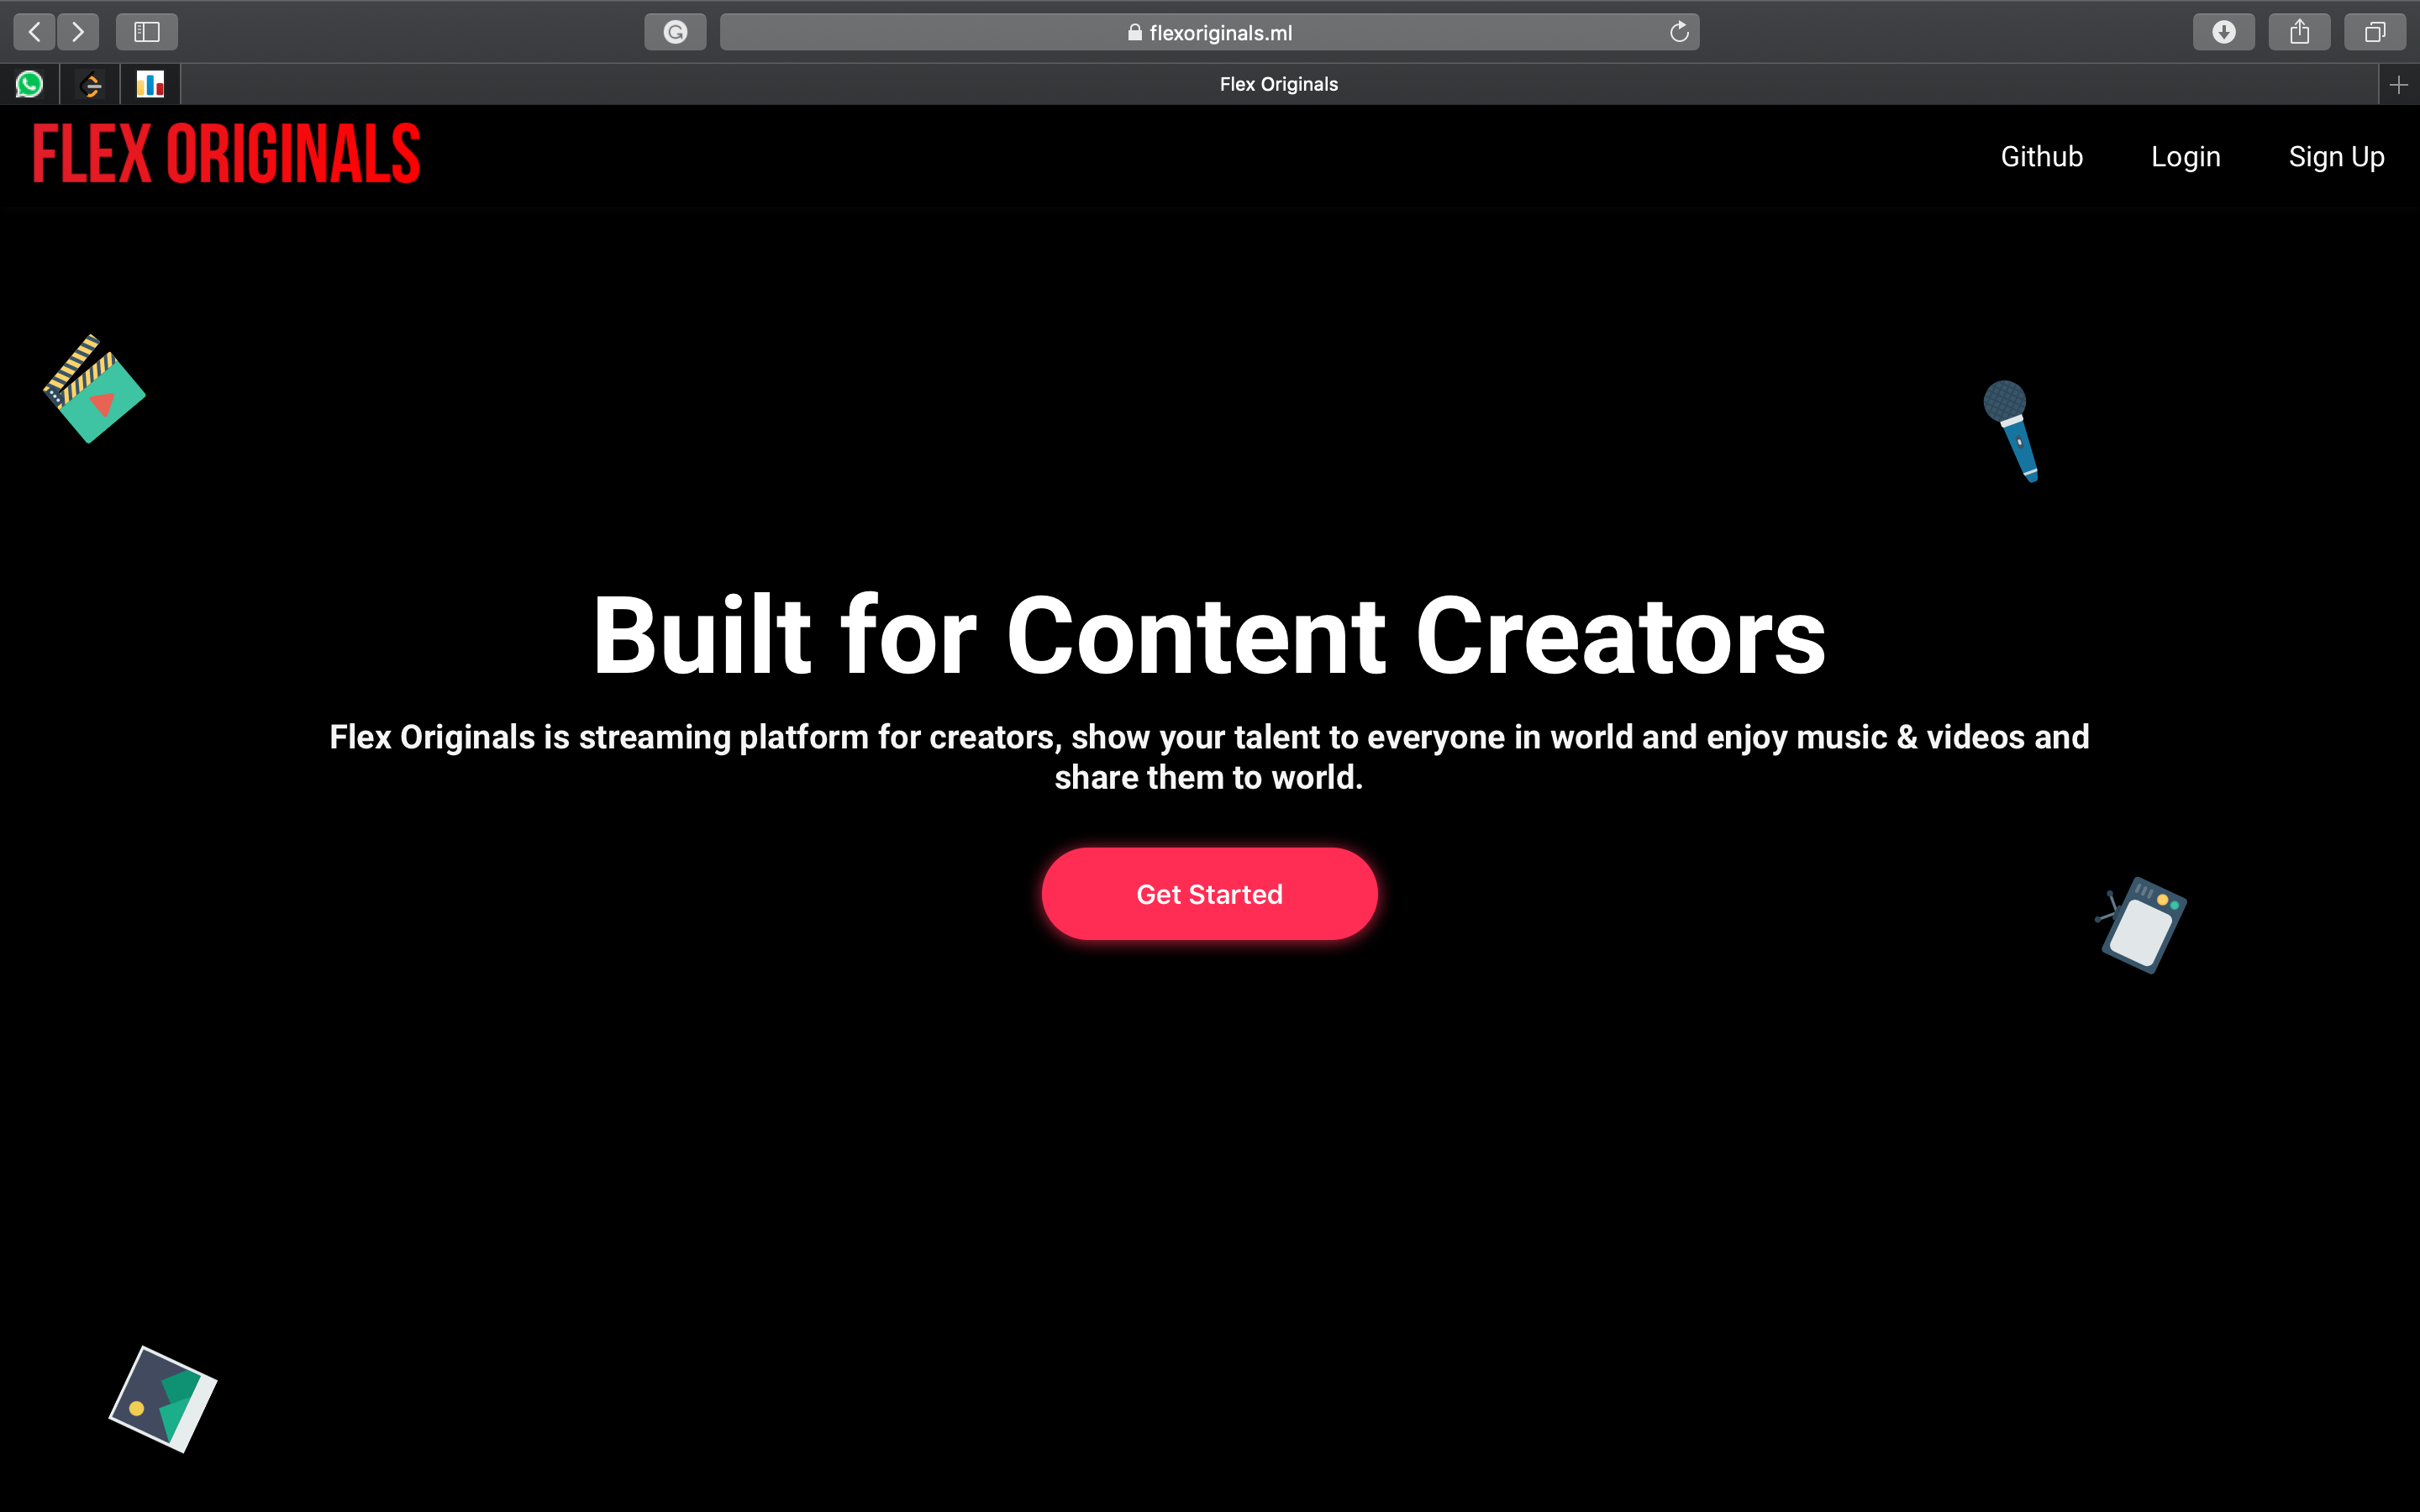 flexoriginals.ml
Flex Originals
FLEX ORIGINALS
Github
Login
Sign Up
Built for Content Creators
Flex Originals is streaming platform for creators, show your talent to everyone in world and enjoy music & videos and
share them to world.
Get Started